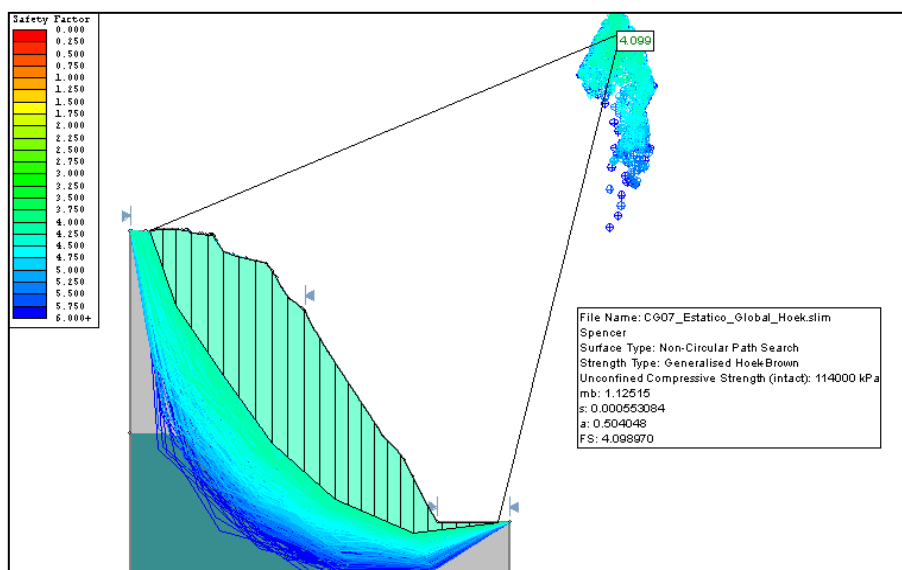 Safety Factor
0.000
0.250
0.500
0.750
1.000
1.250
1.500
1.750
2.000
2.250
2.500
2.750
3.000
3.250
3.500
3.750
4.000
4.250
4.500
4.750
5.000
5.250
5.500
5.750
6.000+
4.099
File Name: CG07_Estatico_Global_Hoek.slim
Spencer
Surface Type: Non-Circular Path Search
Strength Type: Generalised Hoek-Brown
Unconfined Compressive Strength (intact): 114000 kPa
mb: 1.12515
s: 0.000553084
a: 0.504048
FS: 4.098970